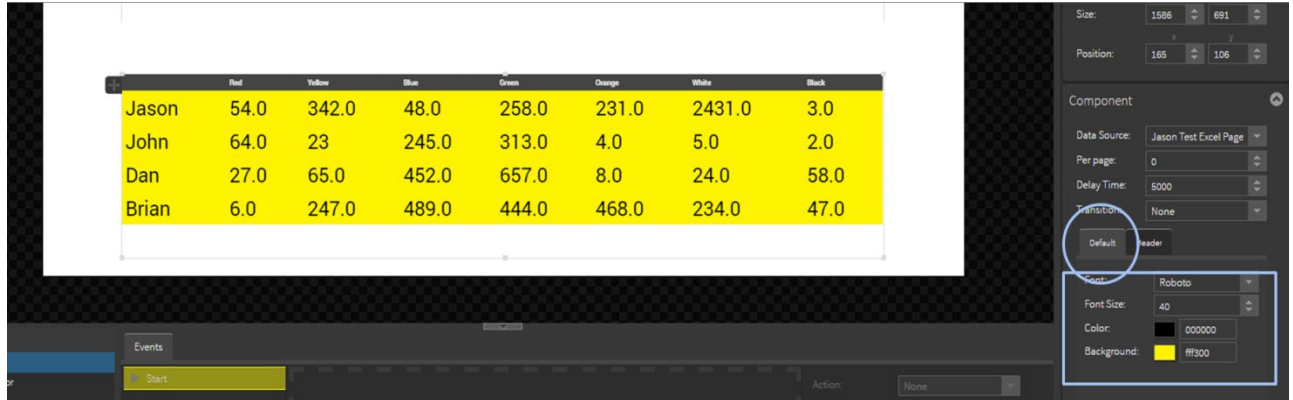 Size: 1586 691
x y
Position: 165 106
Component
Data Source: Jason Test Excel Page
Per page: 0
Delay Time: 5000
Transition: None
Default Header
Font: Roboto
Font Size: 40
Color: 000000
Background: fff300
Red Yellow Blue Green Orange White Black
Jason 54.0 342.0 48.0 258.0 231.0 2431.0 3.0
John 64.0 23 245.0 313.0 4.0 5.0 2.0
Dan 27.0 65.0 452.0 657.0 8.0 24.0 58.0
Brian 6.0 247.0 489.0 444.0 468.0 234.0 47.0
Events
Start
Action: None
or